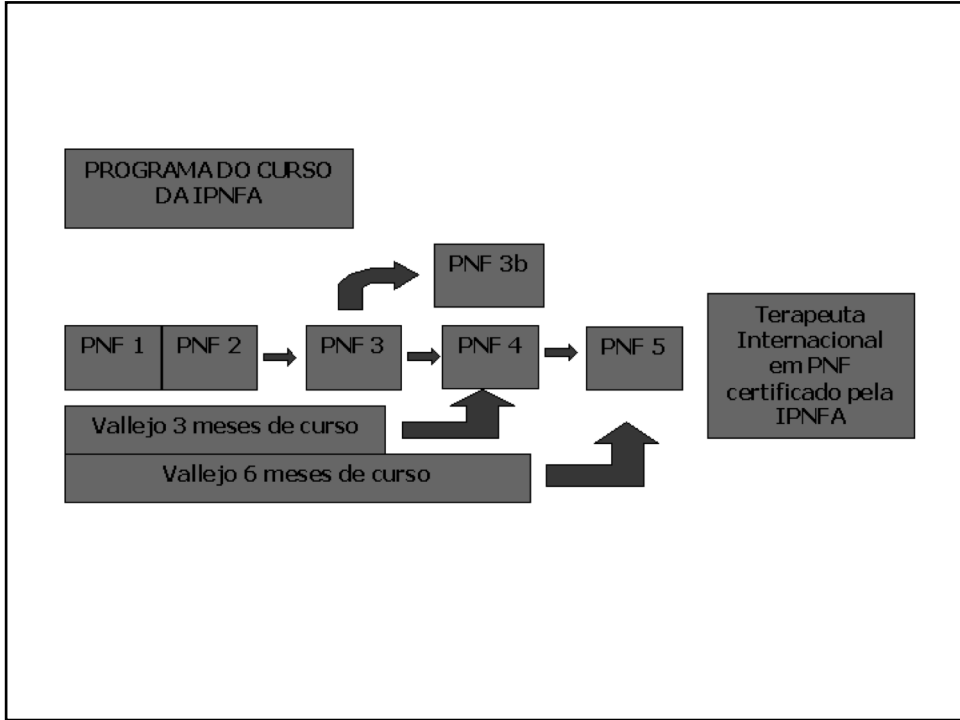 PROGRAMA DO CURSO
DA IPNFA
PNF 3b
PNF 1
PNF 2
PNF 3
PNF 4
PNF 5
Terapeuta
Internacional
em PNF
certificado pela
IPNFA
Vallejo 3 meses de curso
Vallejo 6 meses de curso